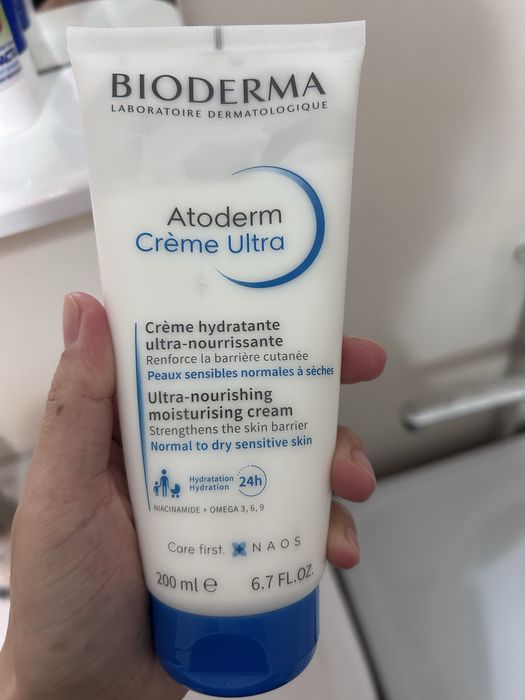 BIODERMA
LABORATOIRE DERMATOLOGIQUE
Atoderm
Crème Ultra
Crème hydratante
ultra-nourrissante
Renforce la barrière cutanée
Peaux sensibles normales à sèches
Ultra-nourishing
moisturising cream
Strengthens the skin barrier
Normal to dry sensitive skin
Hydratation
Hydration
24h
NIACINAMIDE + OMEGA 3, 6, 9
Care first.
NAOS
200 ml ℮ 6.7 FL.OZ.